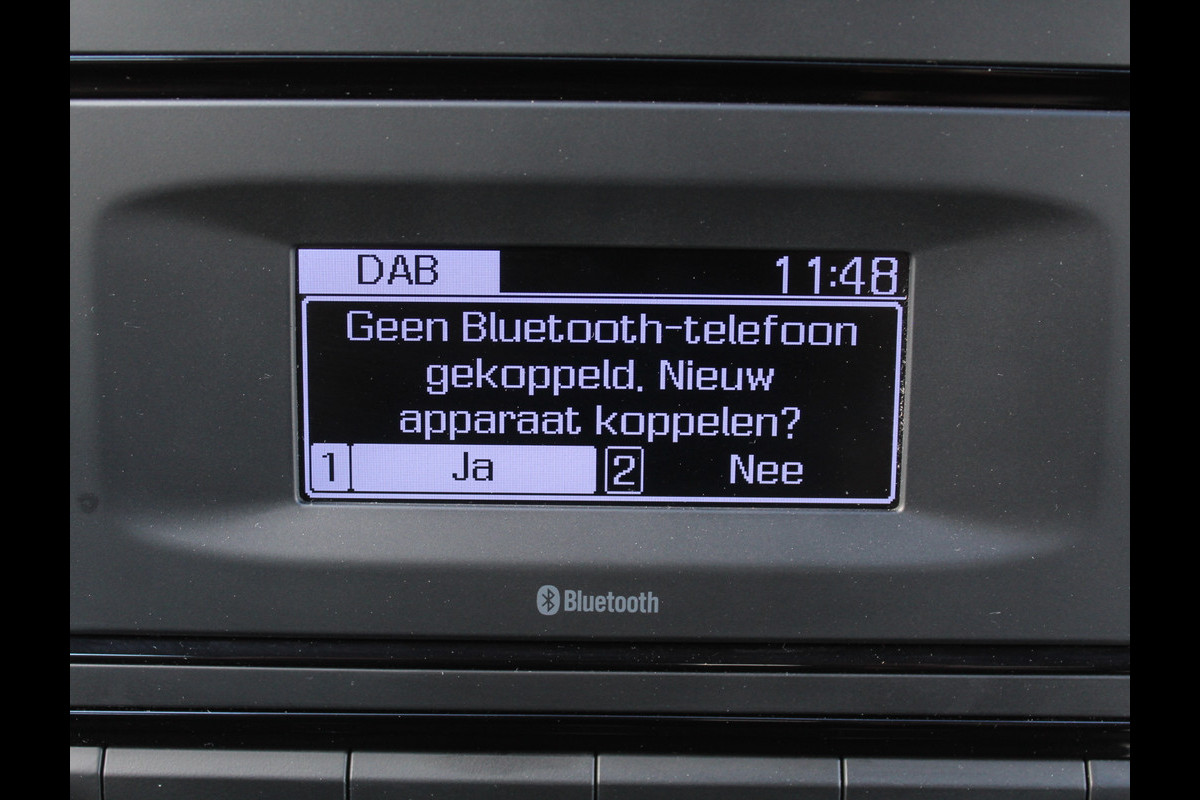 DAB 11:48
Geen Bluetooth-telefoon
gekoppeld. Nieuw
apparaat koppelen?
1 Ja 2 Nee
Bluetooth